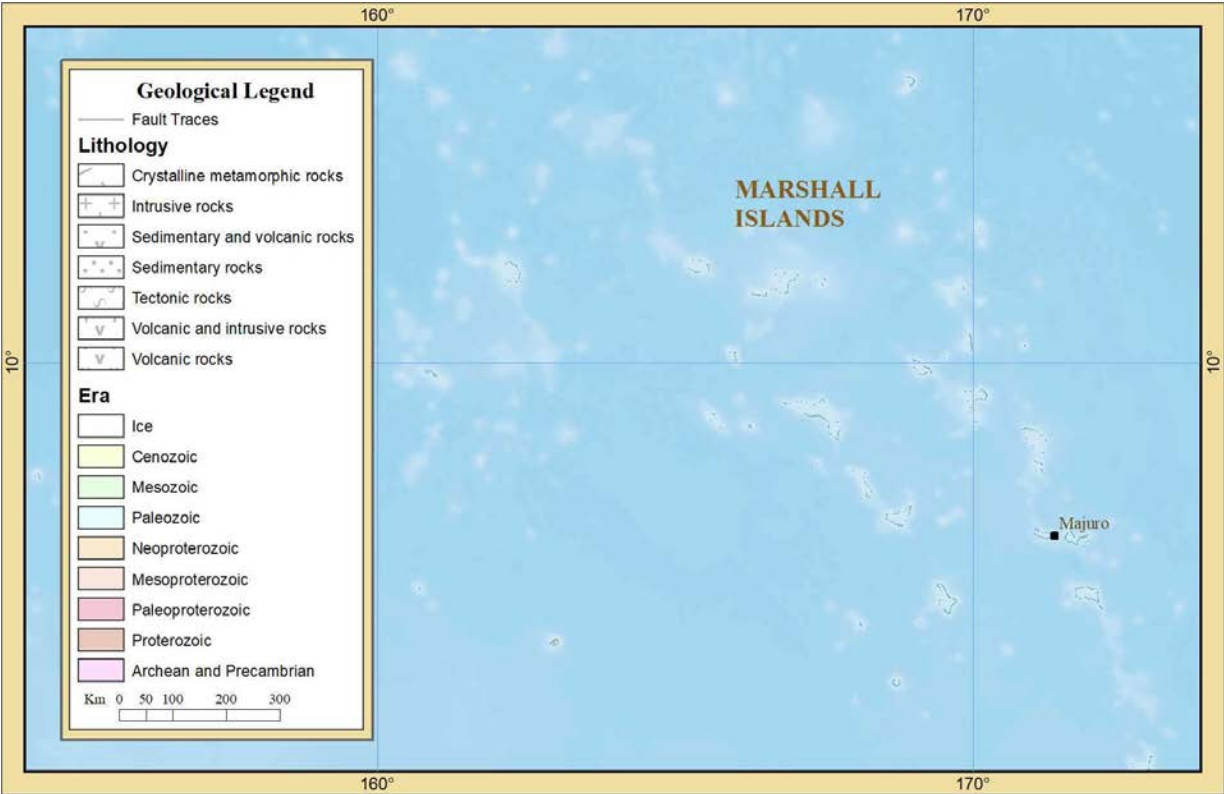 160°
170°
Geological Legend
Fault Traces
Lithology
Crystalline metamorphic rocks
Intrusive rocks
Sedimentary and volcanic rocks
Sedimentary rocks
Tectonic rocks
Volcanic and intrusive rocks
Volcanic rocks
Era
Ice
Cenozoic
Mesozoic
Paleozoic
Neoproterozoic
Mesoproterozoic
Paleoproterozoic
Proterozoic
Archean and Precambrian
Km 0 50 100 200 300
MARSHALL
ISLANDS
10°
10°
Majuro
160°
170°